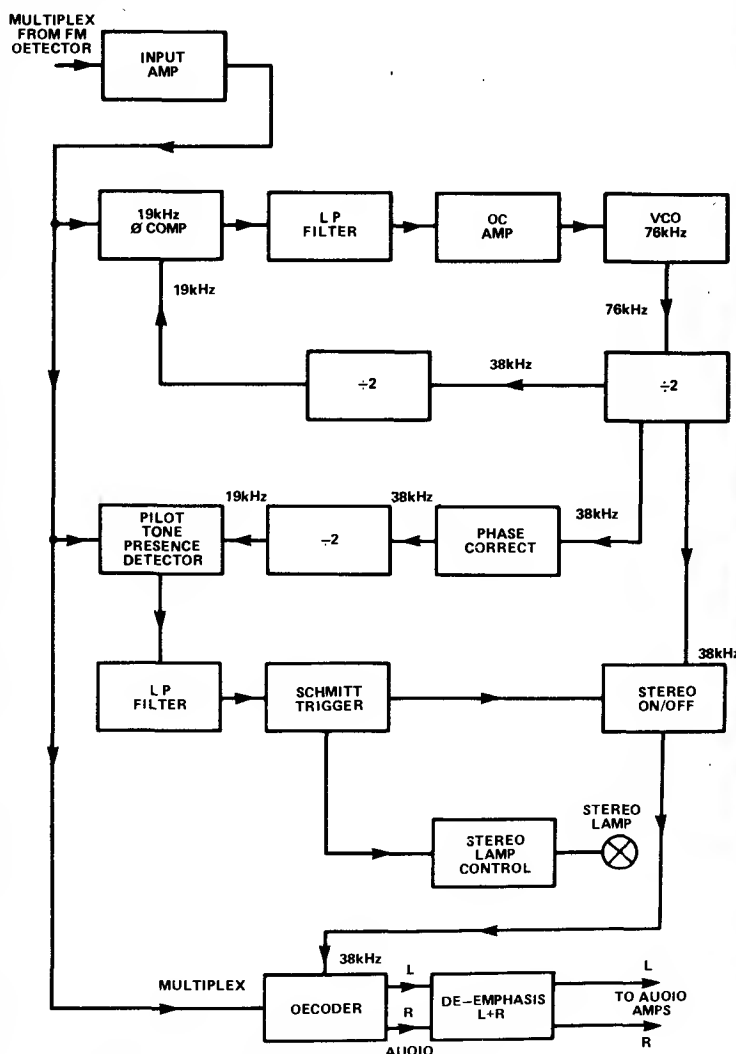 MULTIPLEX
FROM FM
OETECTOR
INPUT
AMP
19kHz
Ø COMP
L P
FILTER
OC
AMP
VCO
76kHz
19kHz
76kHz
÷2
38kHz
÷2
PILOT
TONE
PRESENCE
DETECTOR
19kHz
÷2
38kHz
PHASE
CORRECT
38kHz
38kHz
L P
FILTER
SCHMITT
TRIGGER
STEREO
ON/OFF
STEREO
LAMP
CONTROL
STEREO
LAMP
MULTIPLEX
38kHz
OECODER
L
R
AUOIO
DE-EMPHASIS
L+R
L
TO AUOIO
AMPS
R